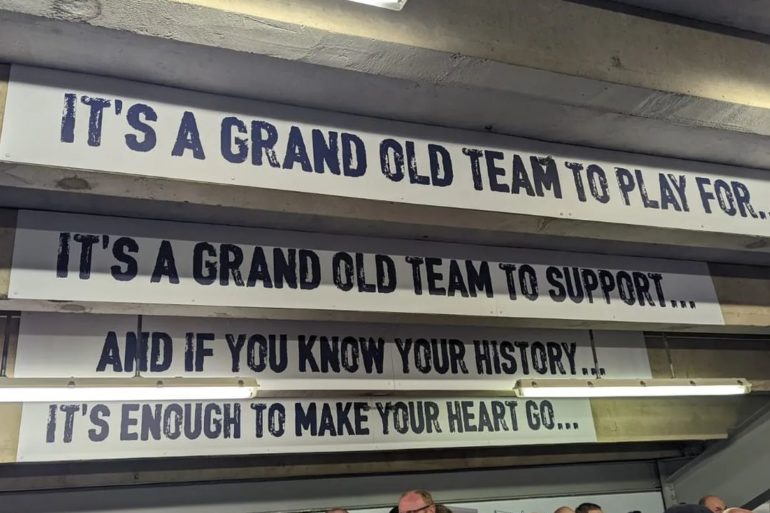 IT'S A GRAND OLD TEAM TO PLAY FOR..
IT'S A GRAND OLD TEAM TO SUPPORT...
AND IF YOU KNOW YOUR HISTORY...
IT'S ENOUGH TO MAKE YOUR HEART GO...